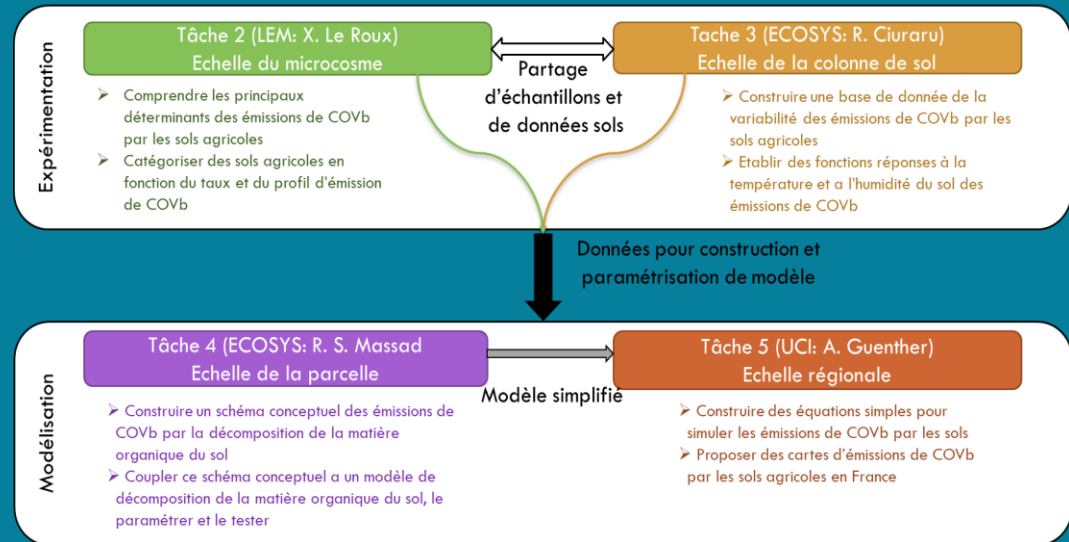 Expérimentation
Tâche 2 (LEM: X. Le Roux)
Echelle du microcosme
➢ Comprendre les principaux
déterminants des émissions de COVb
par les sols agricoles
➢ Catégoriser des sols agricoles en
fonction du taux et du profil d'émission
de COVb
Partage
d'échantillons et
de données sols
Tache 3 (ECOSYS: R. Ciuraru)
Echelle de la colonne de sol
➢ Construire une base de donnée de la
variabilité des émissions de COVb par les
sols agricoles
➢ Etablir des fonctions réponses à la
température et a l'humidité du sol des
émissions de COVb
Données pour construction et
paramétrisation de modèle
Modélisation
Tâche 4 (ECOSYS: R. S. Massad
Echelle de la parcelle
➢ Construire un schéma conceptuel des émissions de
COVb par la décomposition de la matière
organique du sol
➢ Coupler ce schéma conceptuel a un modèle de
décomposition de la matière organique du sol, le
paramétrer et le tester
Modèle simplifié
Tâche 5 (UCI: A. Guenther)
Echelle régionale
➢ Construire des équations simples pour
simuler les émissions de COVb par les sols
➢ Proposer des cartes d'émissions de COVb
par les sols agricoles en France